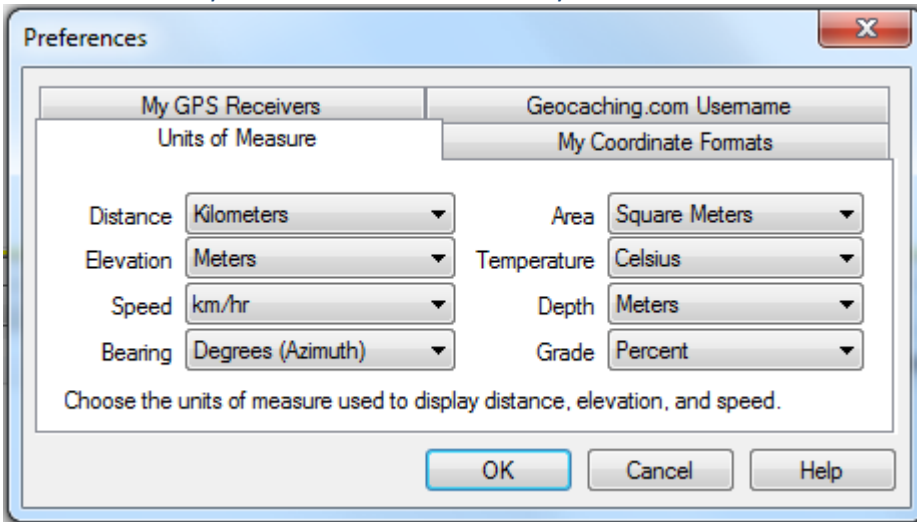 Preferences
My GPS Receivers Geocaching.com Username
Units of Measure My Coordinate Formats
Distance Kilometers Area Square Meters
Elevation Meters Temperature Celsius
Speed km/hr Depth Meters
Bearing Degrees (Azimuth) Grade Percent
Choose the units of measure used to display distance, elevation, and speed.
OK Cancel Help